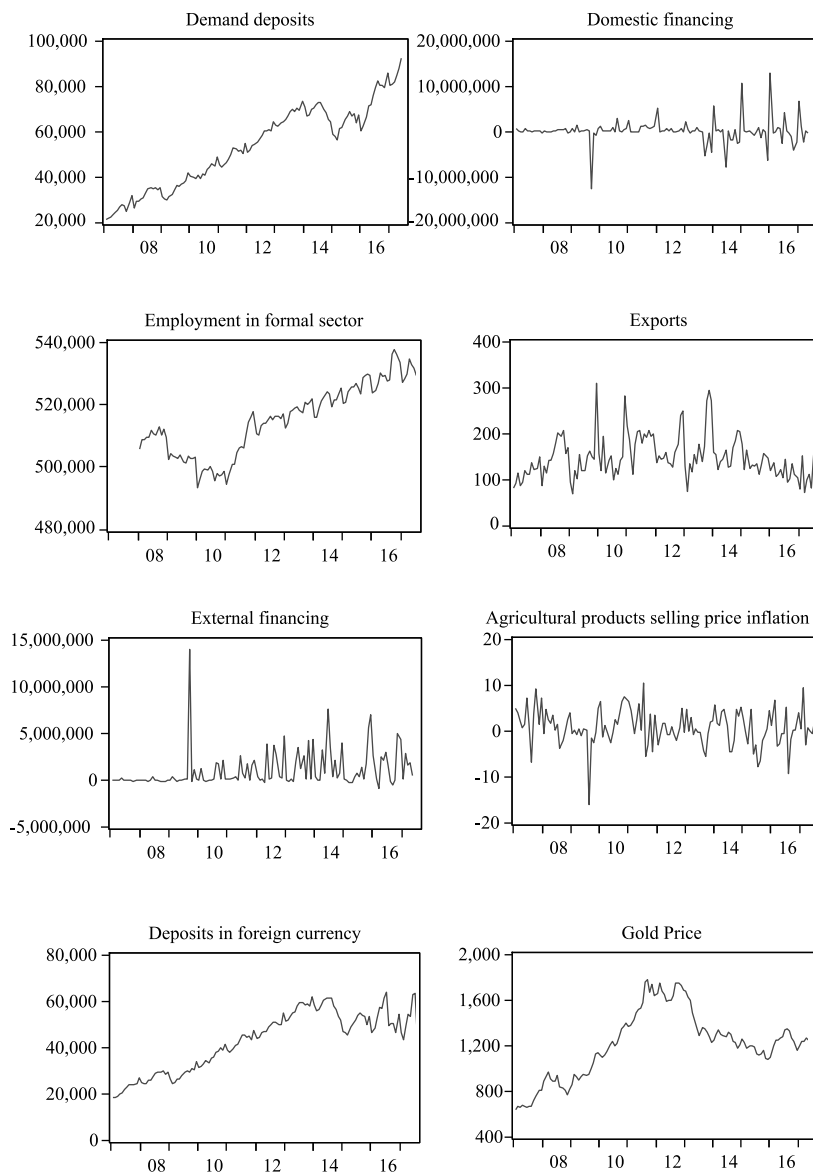 Demand deposits
100,000
80,000
60,000
40,000
20,000
08 10 12 14 16
Domestic financing
20,000,000
10,000,000
0
-10,000,000
-20,000,000
08 10 12 14 16
Employment in formal sector
540,000
520,000
500,000
480,000
08 10 12 14 16
Exports
400
300
200
100
0
08 10 12 14 16
External financing
15,000,000
10,000,000
5,000,000
0
-5,000,000
08 10 12 14 16
Agricultural products selling price inflation
20
10
0
-10
-20
08 10 12 14 16
Deposits in foreign currency
80,000
60,000
40,000
20,000
0
08 10 12 14 16
Gold Price
2,000
1,600
1,200
800
400
08 10 12 14 16